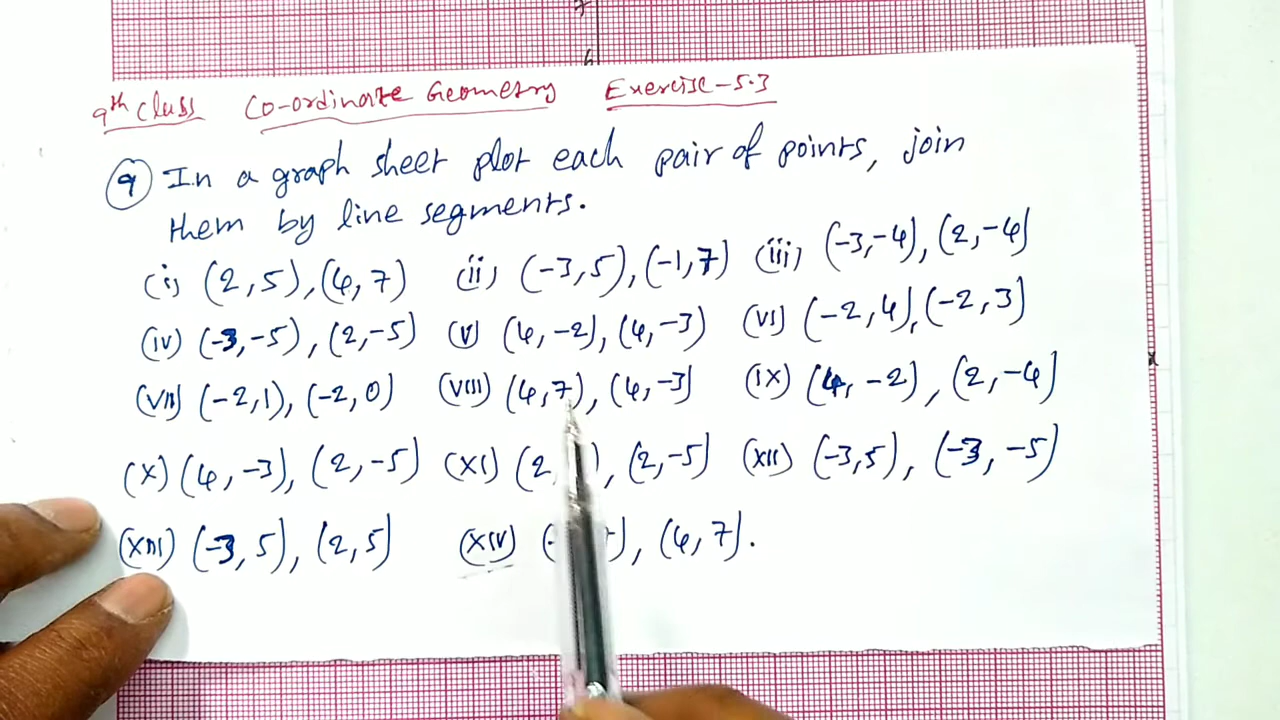 7
6
9th class Co-ordinate Geometry Exercise-5.3
(9) In a graph sheet plot each pair of points, join
them by line segments.
(i) (2,5),(4,7) (ii) (-3,5),(-1,7) (iii) (-3,-4),(2,-4)
(iv) (-3,-5),(2,-5) (v) (4,-2),(4,-3) (vi) (-2,4),(-2,3)
(vii) (-2,1),(-2,0) (viii) (4,7),(4,-3) (ix) (4,-2),(2,-4)
(x) (4,-3),(2,-5) (xi) (2, ),(2,-5) (xii) (-3,5),(-3,-5)
(xiii) (-3,5),(2,5) (xiv) (- ),(4,7).
x